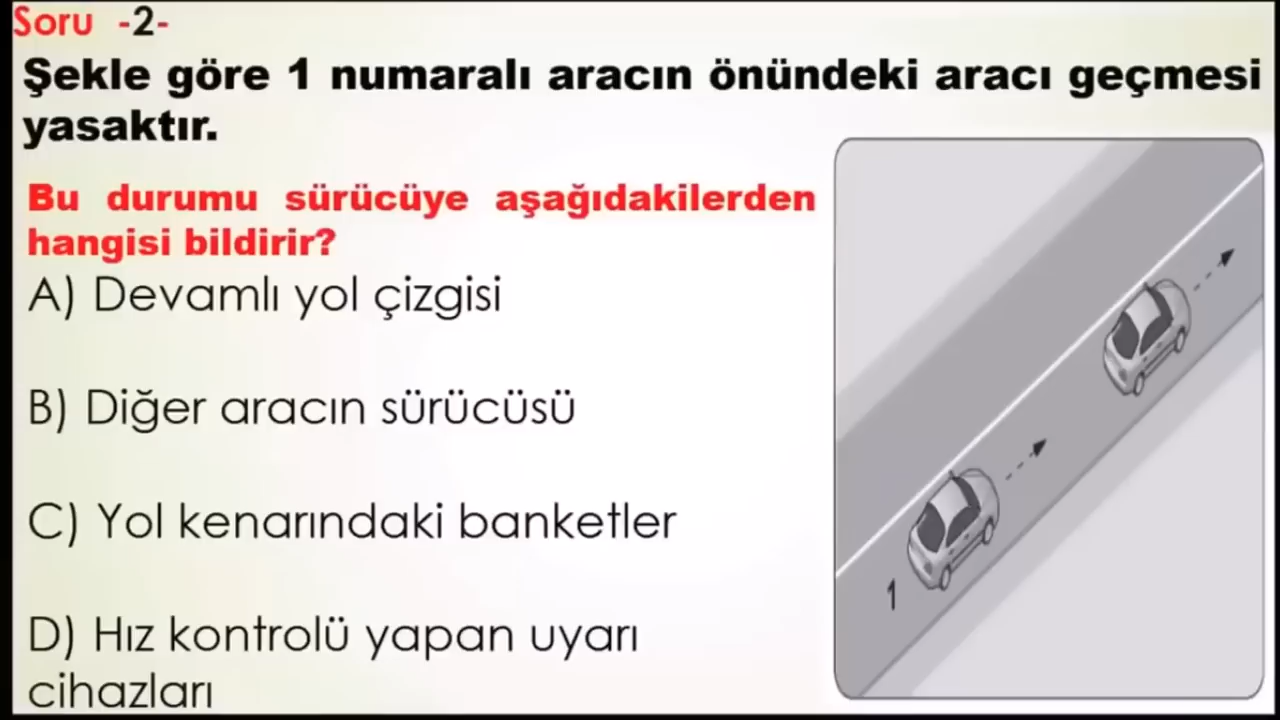 Soru -2-
Şekle göre 1 numaralı aracın önündeki aracı geçmesi
yasaktır.
Bu durumu sürücüye aşağıdakilerden
hangisi bildirir?
A) Devamlı yol çizgisi
B) Diğer aracın sürücüsü
C) Yol kenarındaki banketler
D) Hız kontrolü yapan uyarı
cihazları
1